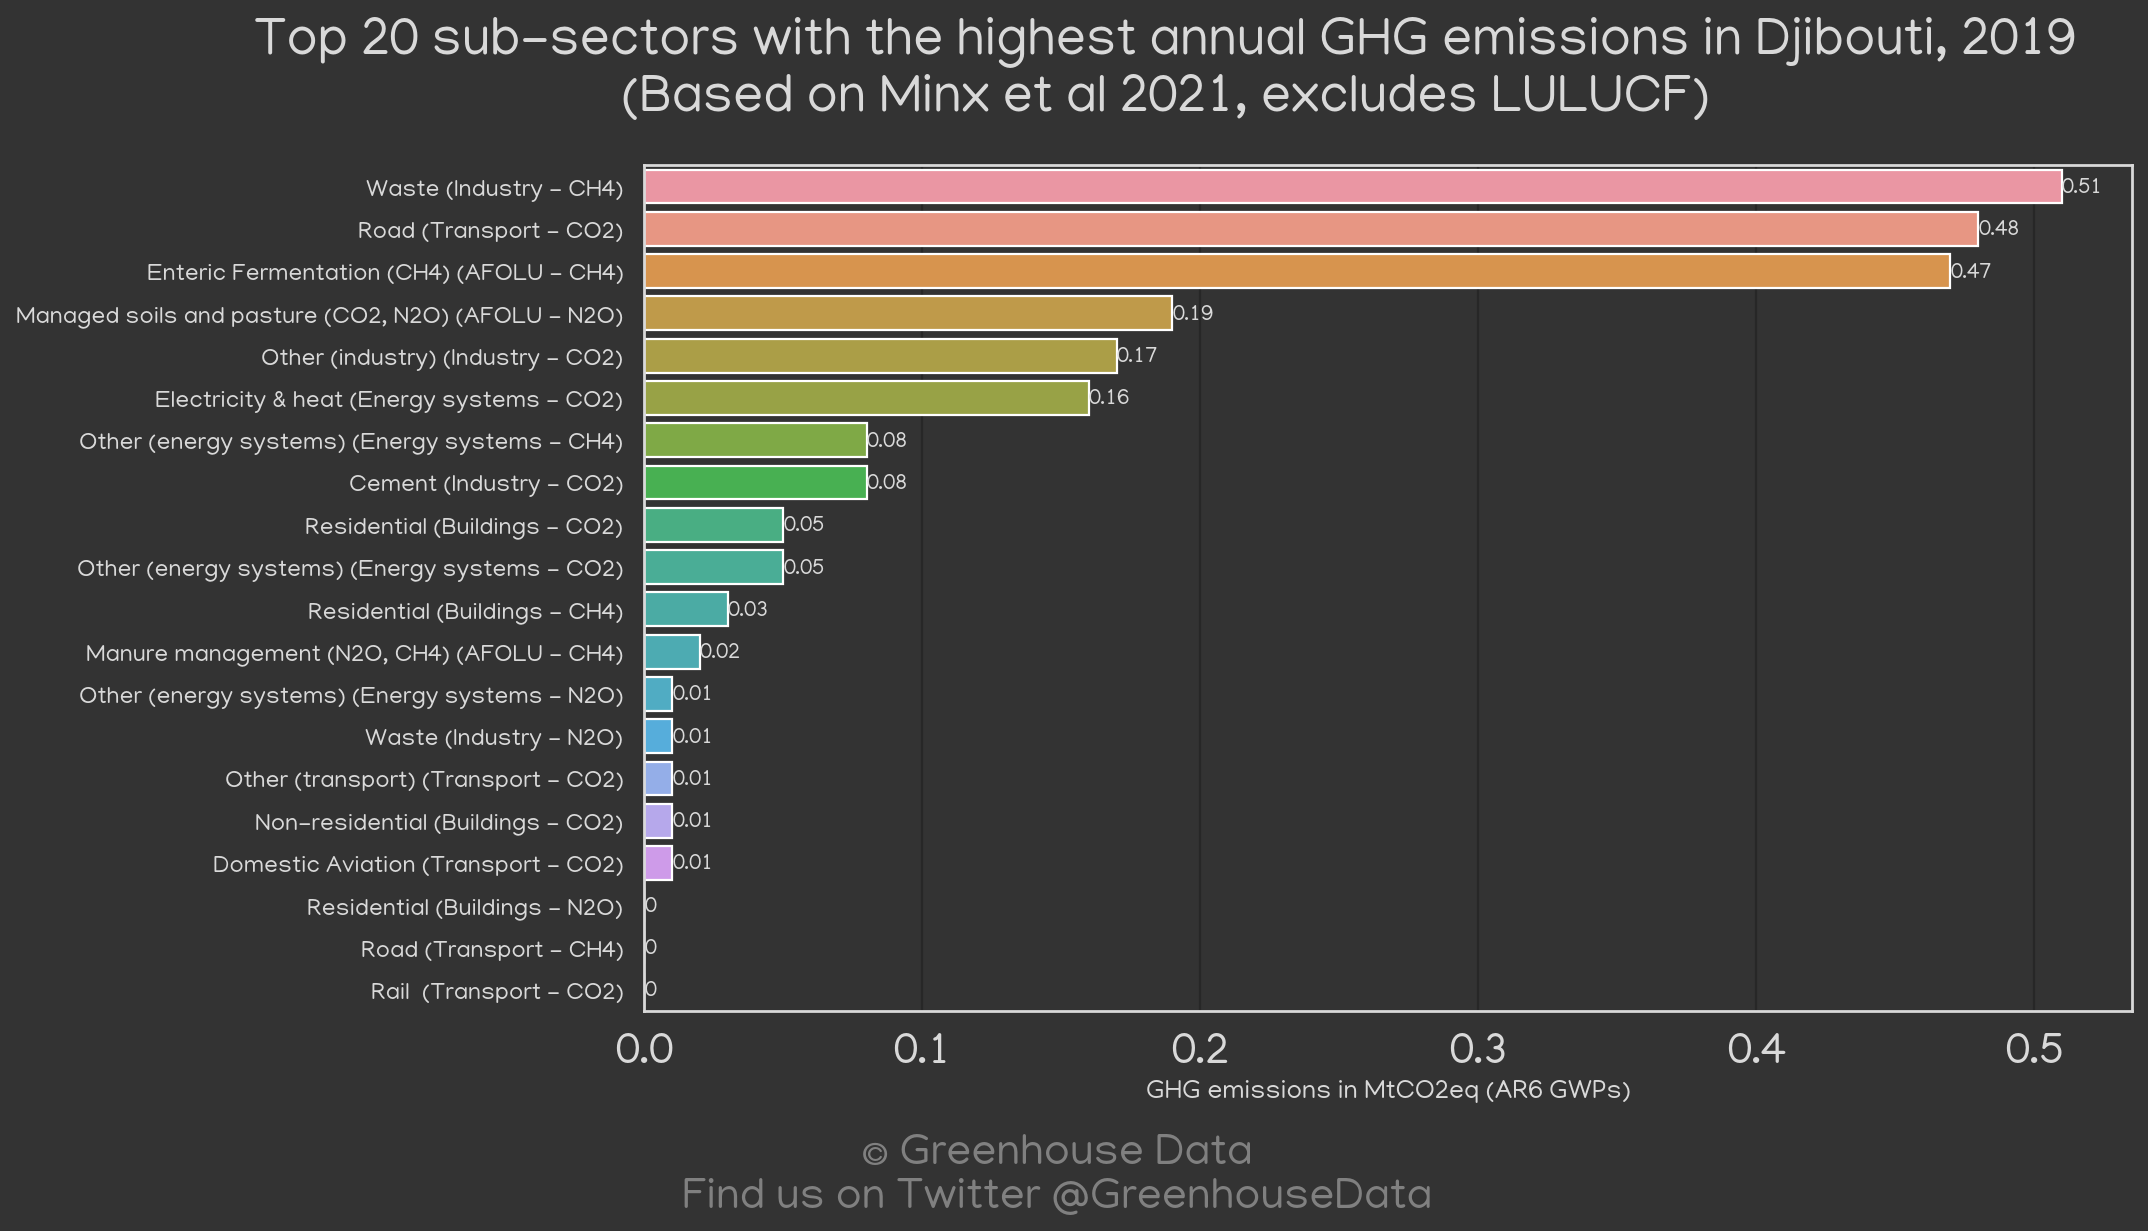 Top 20 sub-sectors with the highest annual GHG emissions in Djibouti, 2019
(Based on Minx et al 2021, excludes LULUCF)
Waste (Industry - CH4) 0.51
Road (Transport - CO2) 0.48
Enteric Fermentation (CH4) (AFOLU - CH4) 0.47
Managed soils and pasture (CO2, N2O) (AFOLU - N2O) 0.19
Other (industry) (Industry - CO2) 0.17
Electricity & heat (Energy systems - CO2) 0.16
Other (energy systems) (Energy systems - CH4) 0.08
Cement (Industry - CO2) 0.08
Residential (Buildings - CO2) 0.05
Other (energy systems) (Energy systems - CO2) 0.05
Residential (Buildings - CH4) 0.03
Manure management (N2O, CH4) (AFOLU - CH4) 0.02
Other (energy systems) (Energy systems - N2O) 0.01
Waste (Industry - N2O) 0.01
Other (transport) (Transport - CO2) 0.01
Non-residential (Buildings - CO2) 0.01
Domestic Aviation (Transport - CO2) 0.01
Residential (Buildings - N2O) 0
Road (Transport - CH4) 0
Rail  (Transport - CO2) 0
0.0 0.1 0.2 0.3 0.4 0.5
GHG emissions in MtCO2eq (AR6 GWPs)
© Greenhouse Data
Find us on Twitter @GreenhouseData